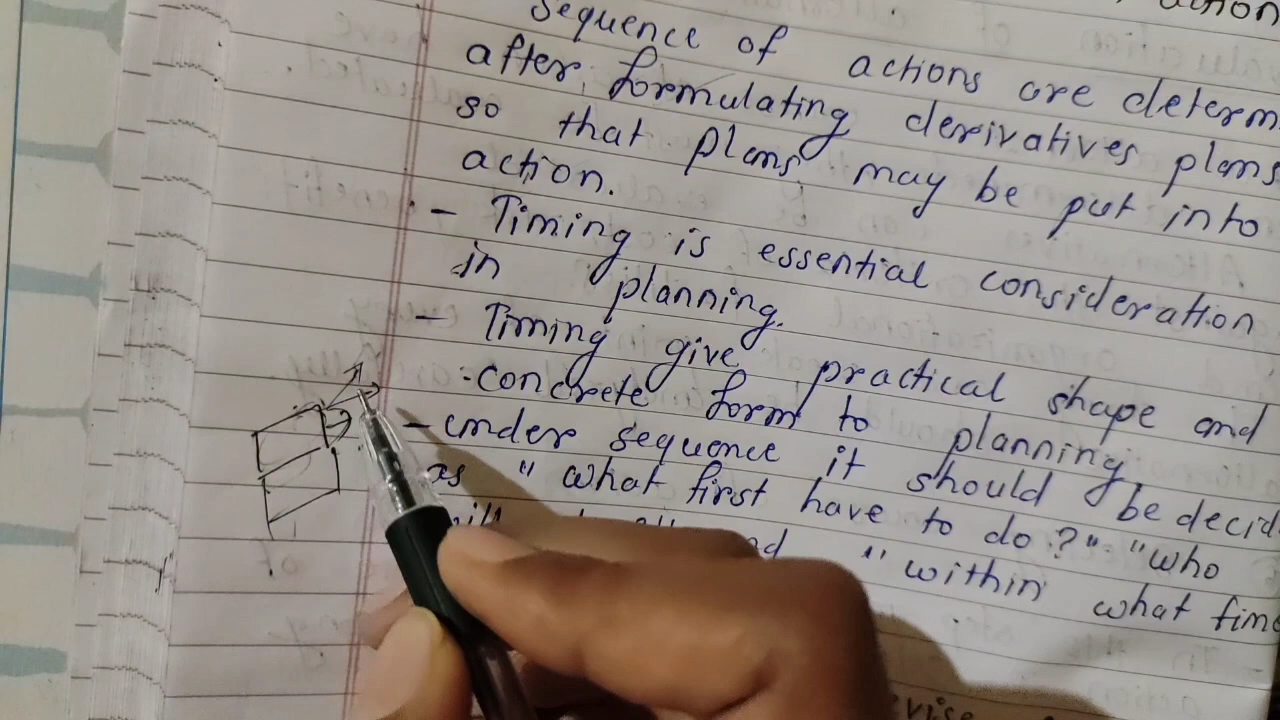 action
Sequence of actions are determ
after formulating derivatives plans
so that plans may be put into
action.
- Timing is essential consideration
in planning.
- Timing give practical shape and
concrete form to planning
- under sequence it should be decid
as "what first have to do?" "who
"within what time